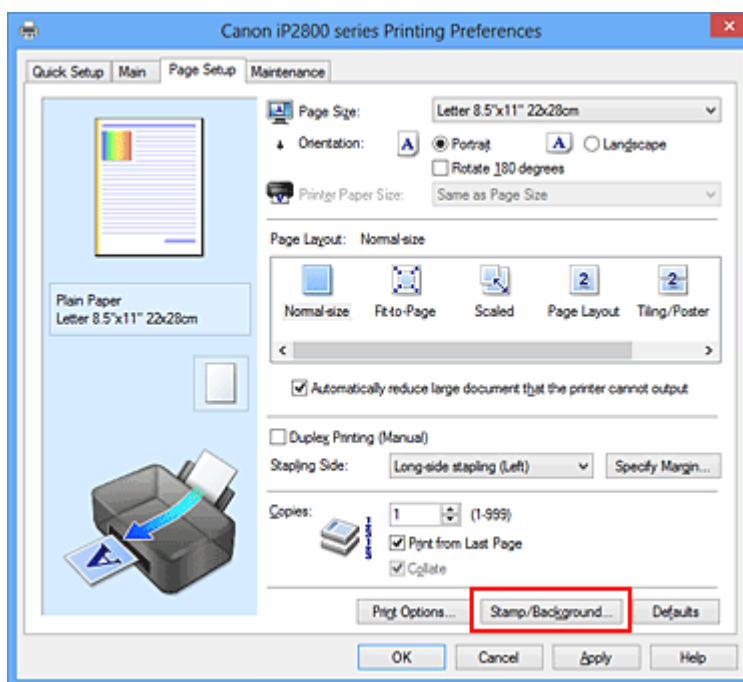 Canon iP2800 series Printing Preferences
Quick Setup Main Page Setup Maintenance
Page Size: Letter 8.5"x11" 22x28cm
Orientation: A Portrait A Landscape
Rotate 180 degrees
Printer Paper Size: Same as Page Size
Page Layout: Normal-size
2 2
Normal-size Fit-to-Page Scaled Page Layout Tiling/Poster
Plain Paper
Letter 8.5"x11" 22x28cm
Automatically reduce large document that the printer cannot output
Duplex Printing (Manual)
Stapling Side: Long-side stapling (Left) Specify Margin...
Copies: 1 (1-999)
Print from Last Page
Collate
A
Print Options... Stamp/Background... Defaults
OK Cancel Apply Help